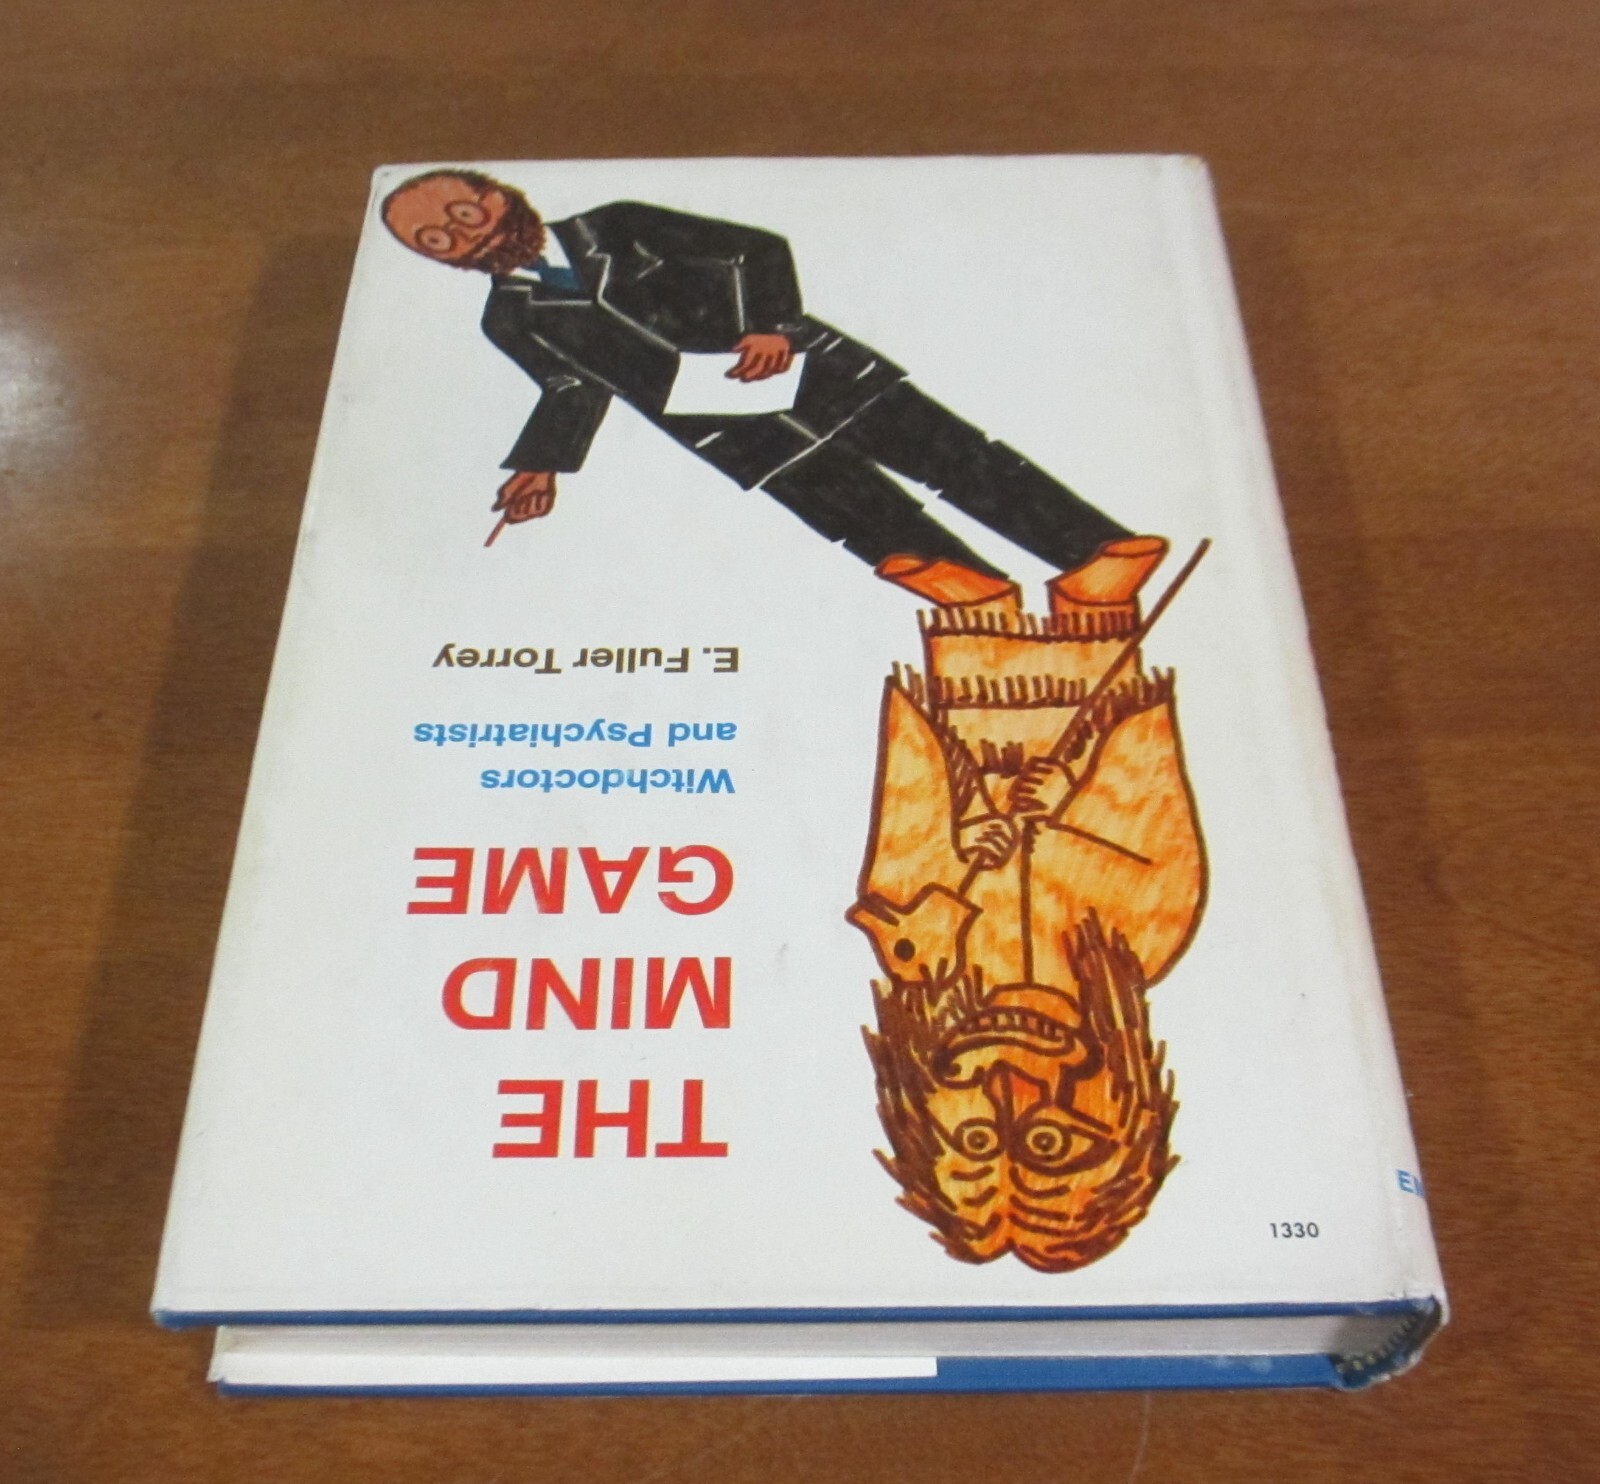 THE
MIND
GAME
Witchdoctors
and Psychiatrists
E. Fuller Torrey
1330